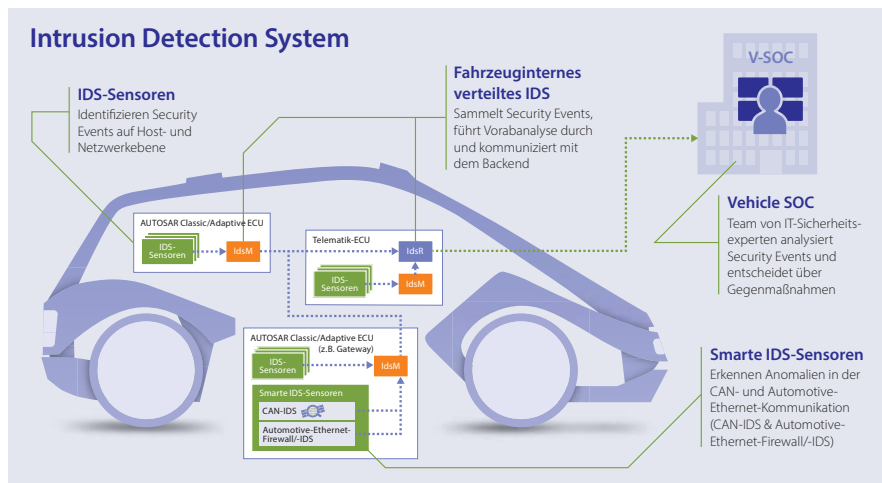 Intrusion Detection System
IDS-Sensoren
Identifizieren Security
Events auf Host- und
Netzwerkebene
Fahrzeuginternes
verteiltes IDS
Sammelt Security Events,
führt Vorabanalyse durch
und kommuniziert mit
dem Backend
V-SOC
Vehicle SOC
Team von IT-Sicherheits-
experten analysiert
Security Events und
entscheidet über
Gegenmaßnahmen
AUTOSAR Classic/Adaptive ECU
IDS-
Sensoren
IdsM
Telematik-ECU
IdsR
IDS-
Sensoren
IdsM
AUTOSAR Classic/Adaptive ECU
(z.B. Gateway)
IDS-
Sensoren
IdsM
Smarte IDS-Sensoren
CAN-IDS
Automotive-Ethernet-
Firewall/-IDS
Smarte IDS-Sensoren
Erkennen Anomalien in der
CAN- und Automotive-
Ethernet-Kommunikation
(CAN-IDS & Automotive-
Ethernet-Firewall/-IDS)